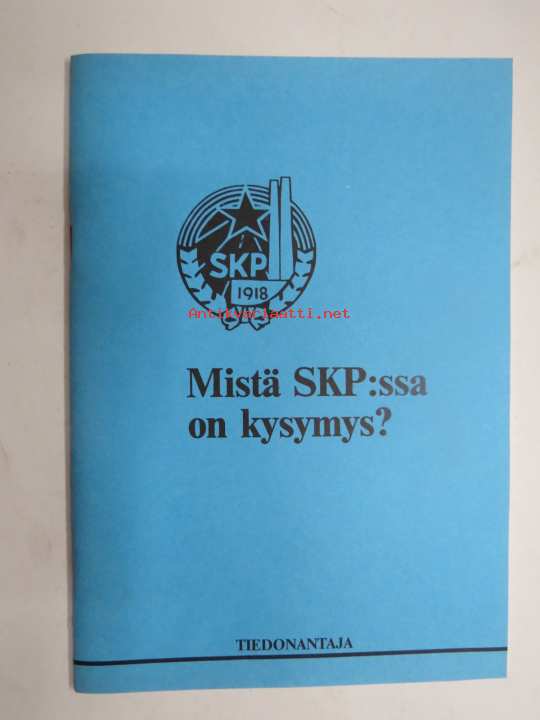 SKP
1918
Antikvariaatti.net
Mistä SKP:ssa
on kysymys?
TIEDONANTAJA